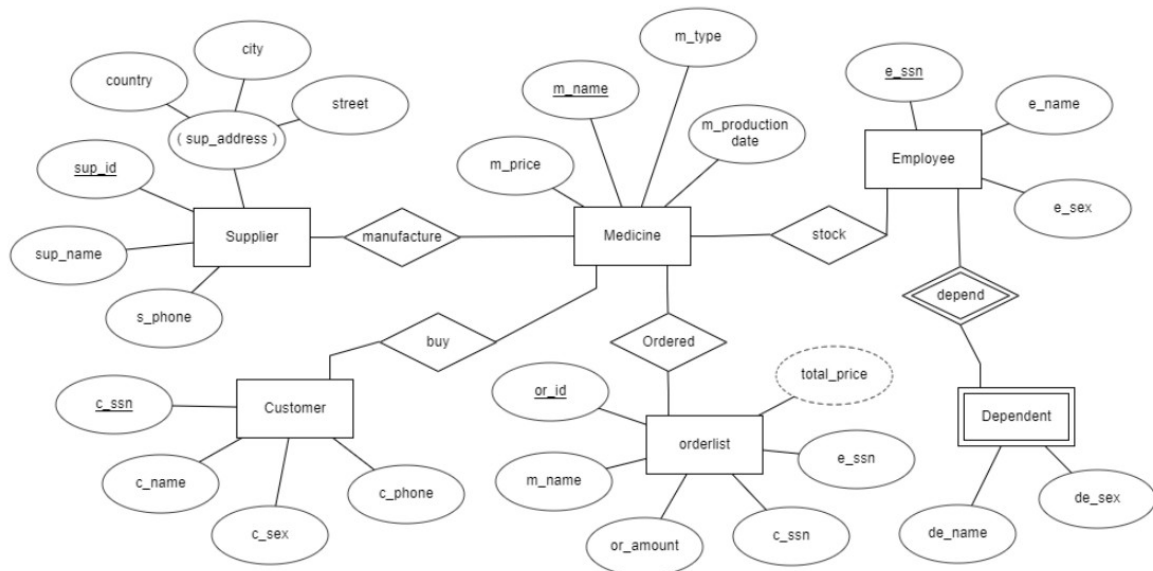 city
m_type
country
e_ssn
m_name
street
e_name
( sup_address )
m_production
date
Employee
m_price
sup_id
e_sex
Supplier
manufacture
Medicine
stock
sup_name
depend
s_phone
buy
Ordered
total_price
or_id
c_ssn
Customer
Dependent
orderlist
e_ssn
m_name
c_name
c_phone
de_sex
c_sex
or_amount
c_ssn
de_name